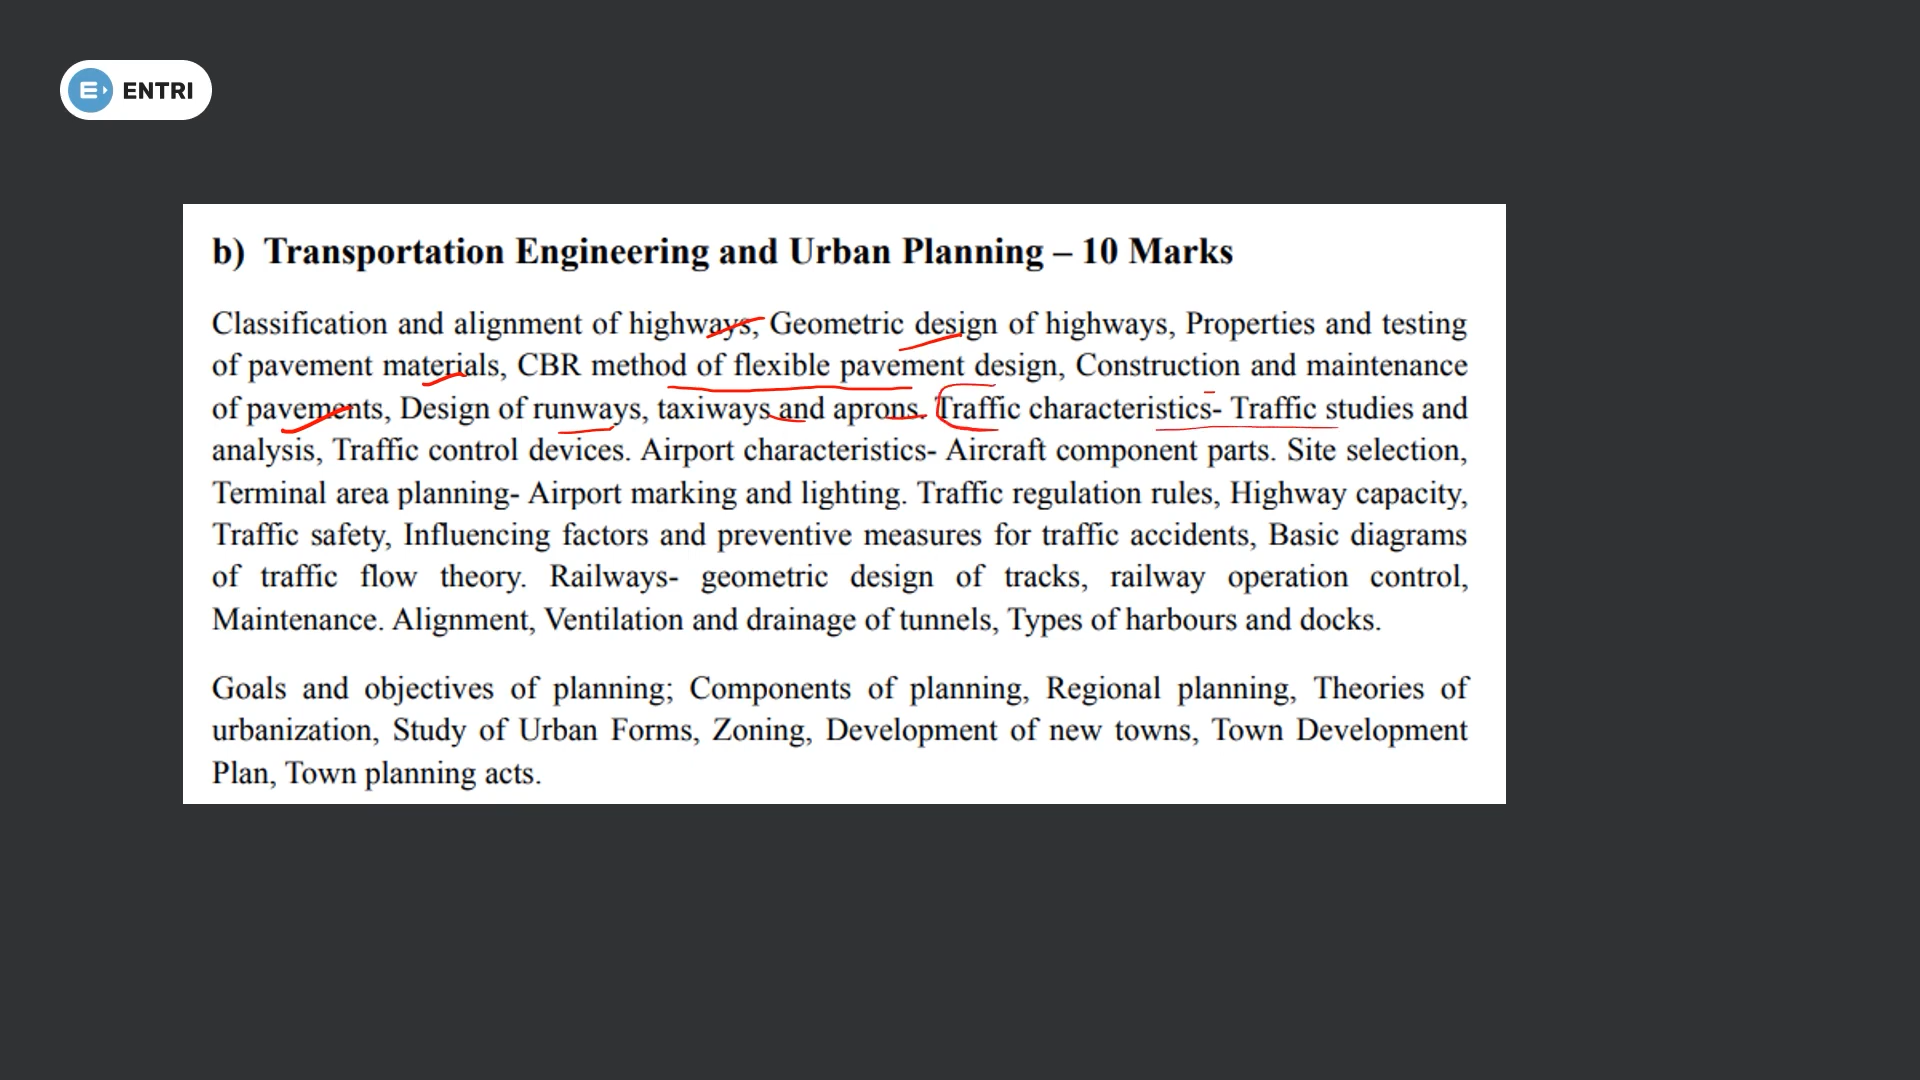 ENTRI
b) Transportation Engineering and Urban Planning – 10 Marks
Classification and alignment of highways, Geometric design of highways, Properties and testing
of pavement materials, CBR method of flexible pavement design, Construction and maintenance
of pavements, Design of runways, taxiways and aprons. Traffic characteristics- Traffic studies and
analysis, Traffic control devices. Airport characteristics- Aircraft component parts. Site selection,
Terminal area planning- Airport marking and lighting. Traffic regulation rules, Highway capacity,
Traffic safety, Influencing factors and preventive measures for traffic accidents, Basic diagrams
of traffic flow theory. Railways- geometric design of tracks, railway operation control,
Maintenance. Alignment, Ventilation and drainage of tunnels, Types of harbours and docks.
Goals and objectives of planning; Components of planning, Regional planning, Theories of
urbanization, Study of Urban Forms, Zoning, Development of new towns, Town Development
Plan, Town planning acts.